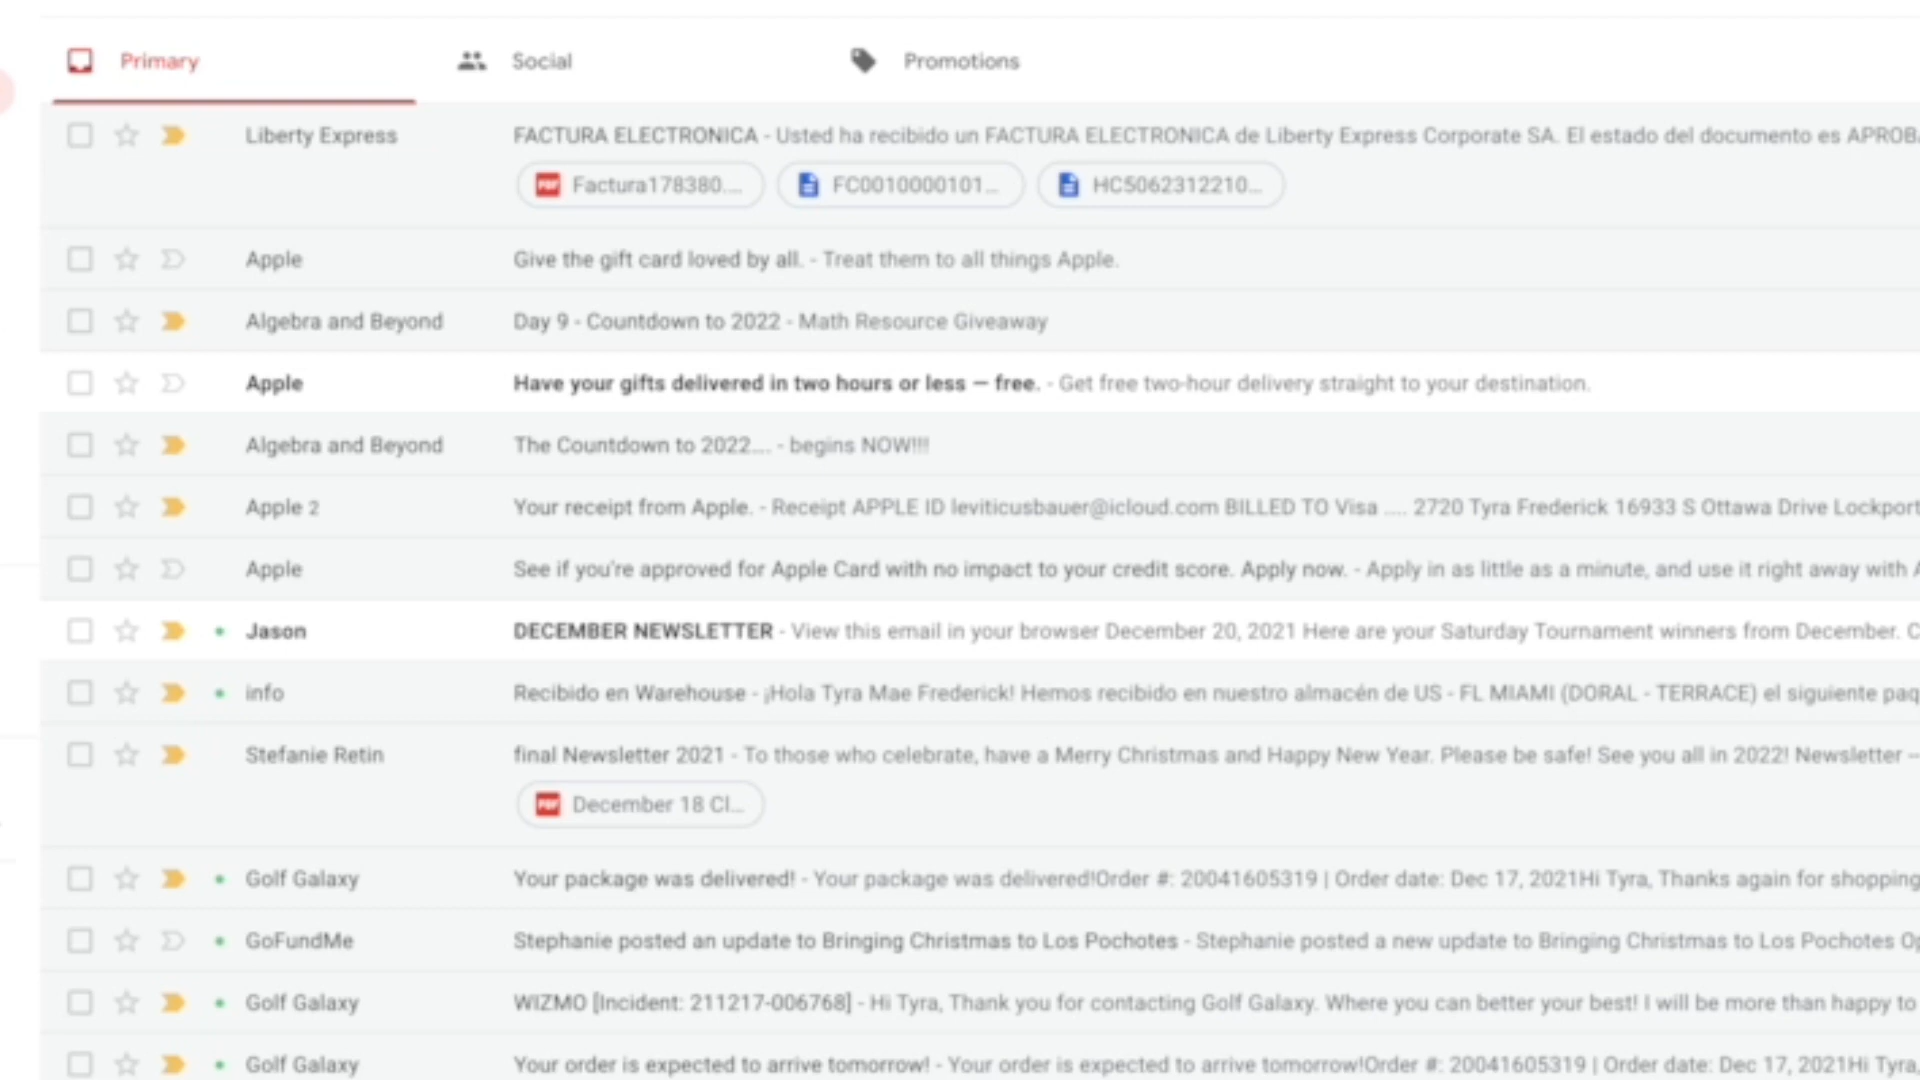 Primary
Social
Promotions
Liberty Express
FACTURA ELECTRONICA - Usted ha recibido un FACTURA ELECTRONICA de Liberty Express Corporate SA. El estado del documento es APROBA
Factura178380....
FC0010000101...
HC5062312210...
Apple
Give the gift card loved by all. - Treat them to all things Apple.
Algebra and Beyond
Day 9 - Countdown to 2022 - Math Resource Giveaway
Apple
Have your gifts delivered in two hours or less — free. - Get free two-hour delivery straight to your destination.
Algebra and Beyond
The Countdown to 2022.... - begins NOW!!!
Apple 2
Your receipt from Apple. - Receipt APPLE ID leviticusbauer@icloud.com BILLED TO Visa .... 2720 Tyra Frederick 16933 S Ottawa Drive Lockport
Apple
See if you're approved for Apple Card with no impact to your credit score. Apply now. - Apply in as little as a minute, and use it right away with A
Jason
DECEMBER NEWSLETTER - View this email in your browser December 20, 2021 Here are your Saturday Tournament winners from December. C
info
Recibido en Warehouse - ¡Hola Tyra Mae Frederick! Hemos recibido en nuestro almacén de US - FL MIAMI (DORAL - TERRACE) el siguiente paq
Stefanie Retin
final Newsletter 2021 - To those who celebrate, have a Merry Christmas and Happy New Year. Please be safe! See you all in 2022! Newsletter --
December 18 Cl...
Golf Galaxy
Your package was delivered! - Your package was delivered!Order #: 20041605319 | Order date: Dec 17, 2021Hi Tyra, Thanks again for shopping
GoFundMe
Stephanie posted an update to Bringing Christmas to Los Pochotes - Stephanie posted a new update to Bringing Christmas to Los Pochotes Op
Golf Galaxy
WIZMO [Incident: 211217-006768] - Hi Tyra, Thank you for contacting Golf Galaxy. Where you can better your best! I will be more than happy to
Golf Galaxy
Your order is expected to arrive tomorrow! - Your order is expected to arrive tomorrow!Order #: 20041605319 | Order date: Dec 17, 2021Hi Tyra,